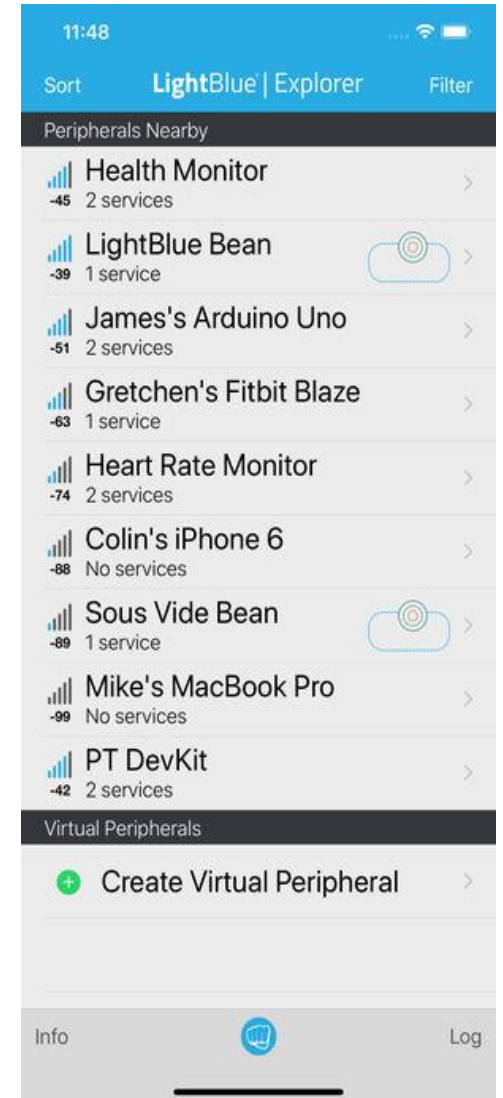 11:48
Sort LightBlue | Explorer Filter
Peripherals Nearby
Health Monitor
-45 2 services
LightBlue Bean
-39 1 service
James's Arduino Uno
-51 2 services
Gretchen's Fitbit Blaze
-63 1 service
Heart Rate Monitor
-74 2 services
Colin's iPhone 6
-88 No services
Sous Vide Bean
-89 1 service
Mike's MacBook Pro
-99 No services
PT DevKit
-42 2 services
Virtual Peripherals
Create Virtual Peripheral
Info Log